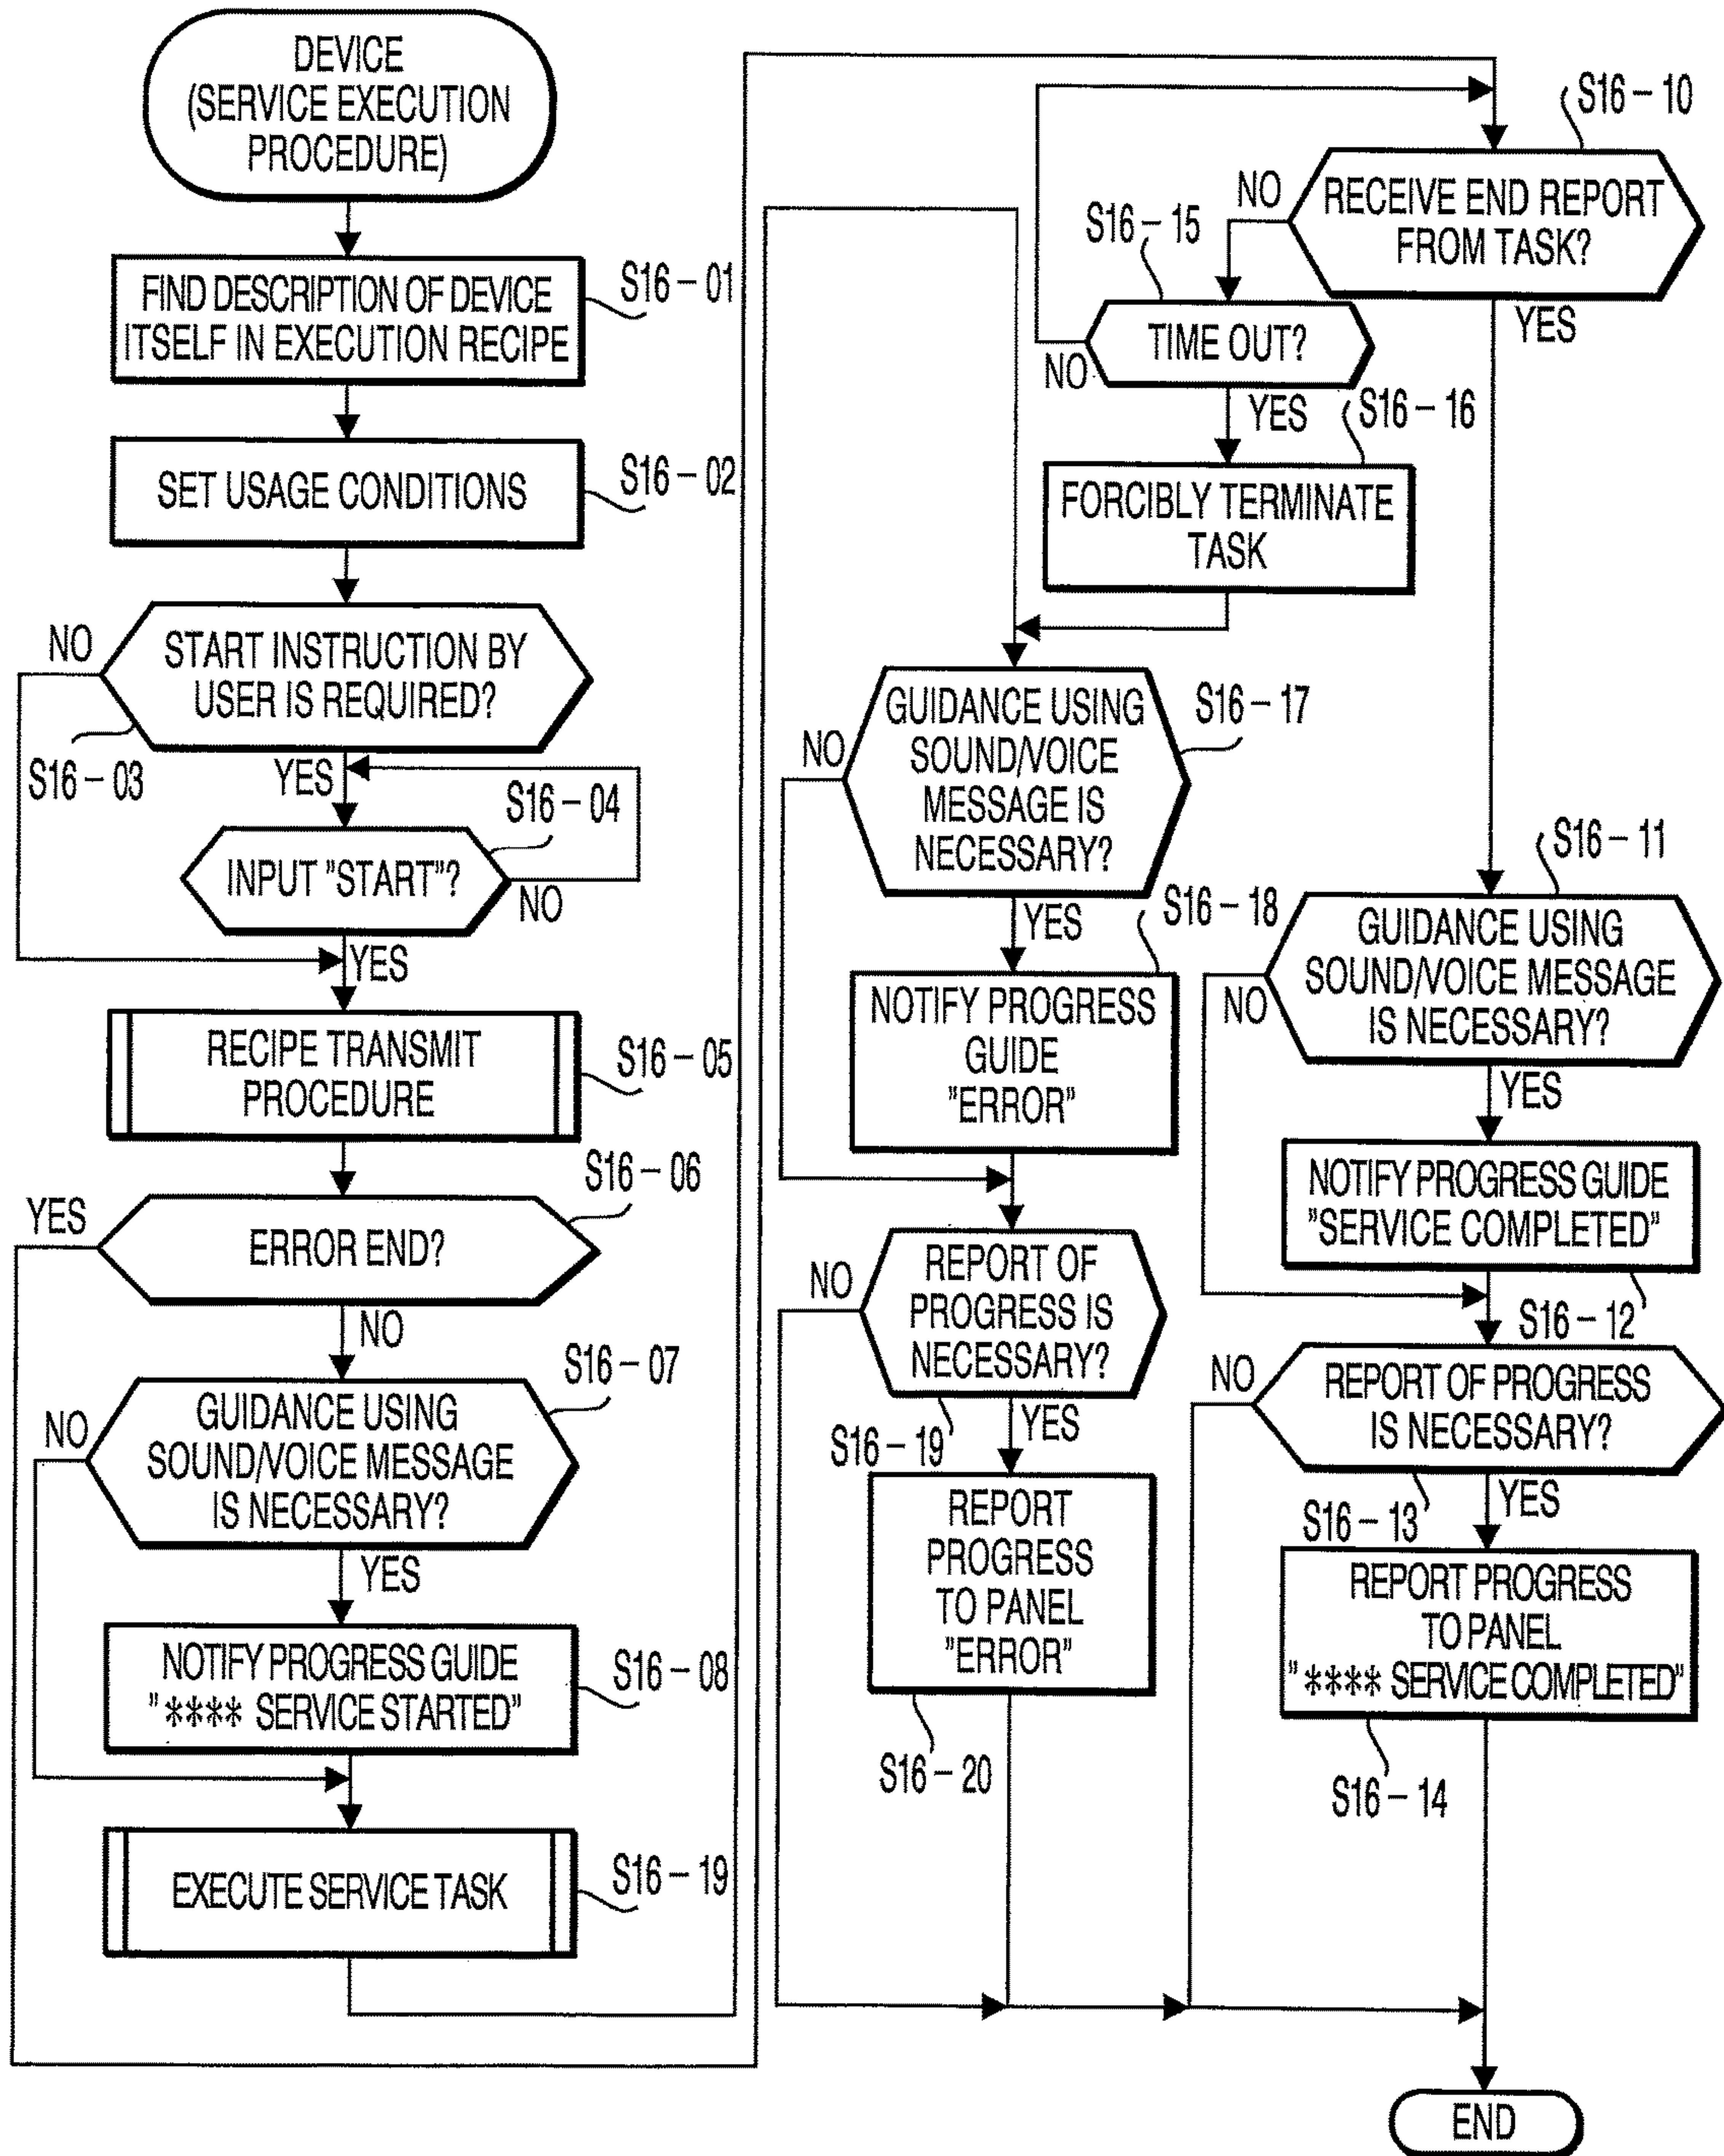 DEVICE
(SERVICE EXECUTION
PROCEDURE)
FIND DESCRIPTION OF DEVICE
ITSELF IN EXECUTION RECIPE
S16-01
SET USAGE CONDITIONS
S16-02
NO
START INSTRUCTION BY
USER IS REQUIRED?
S16-03
YES
S16-04
INPUT "START"?
NO
YES
RECIPE TRANSMIT
PROCEDURE
S16-05
S16-06
YES
ERROR END?
NO
S16-07
NO
GUIDANCE USING
SOUND/VOICE MESSAGE
IS NECESSARY?
YES
NOTIFY PROGRESS GUIDE
"**** SERVICE STARTED"
S16-08
EXECUTE SERVICE TASK
S16-19
S16-10
NO
RECEIVE END REPORT
FROM TASK?
YES
S16-15
TIME OUT?
NO
YES
S16-16
FORCIBLY TERMINATE
TASK
S16-17
NO
GUIDANCE USING
SOUND/VOICE
MESSAGE IS
NECESSARY?
YES
S16-18
NOTIFY PROGRESS
GUIDE
"ERROR"
NO
REPORT OF
PROGRESS IS
NECESSARY?
S16-19
YES
REPORT
PROGRESS
TO PANEL
"ERROR"
S16-20
S16-11
GUIDANCE USING
SOUND/VOICE MESSAGE
IS NECESSARY?
NO
YES
NOTIFY PROGRESS GUIDE
"SERVICE COMPLETED"
S16-12
NO
REPORT OF PROGRESS
IS NECESSARY?
S16-13
YES
REPORT PROGRESS
TO PANEL
"**** SERVICE COMPLETED"
S16-14
END